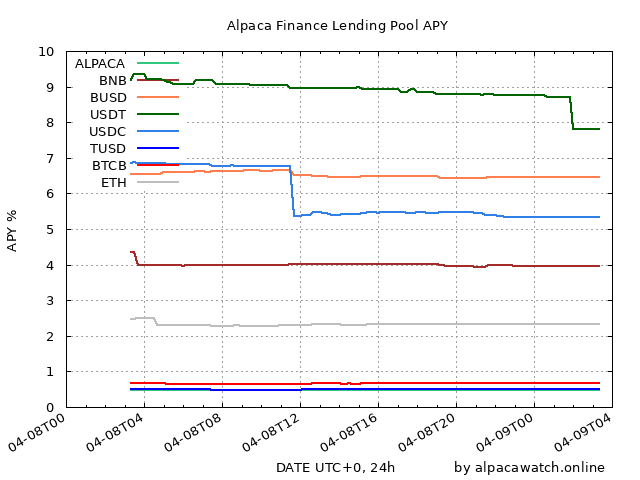 Alpaca Finance Lending Pool APY
10
9
8
7
6
5
4
3
2
1
0
APY %
ALPACA
BNB
BUSD
USDT
USDC
TUSD
BTCB
ETH
04-08T00
04-08T04
04-08T08
04-08T12
04-08T16
04-08T20
04-09T00
04-09T04
DATE UTC+0, 24h
by alpacawatch.online